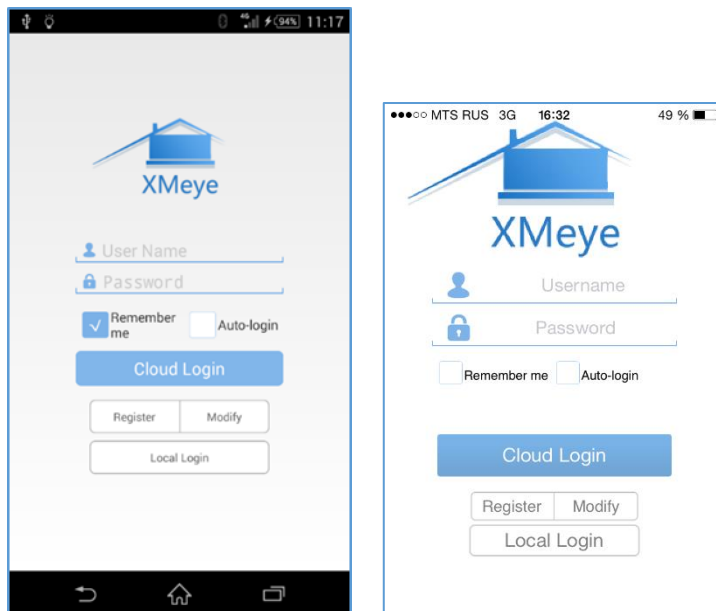 4G 94% 11:17
XMeye
User Name
Password
Remember me
Auto-login
Cloud Login
Register Modify
Local Login
MTS RUS 3G 16:32 49 %
XMeye
Username
Password
Remember me Auto-login
Cloud Login
Register Modify
Local Login